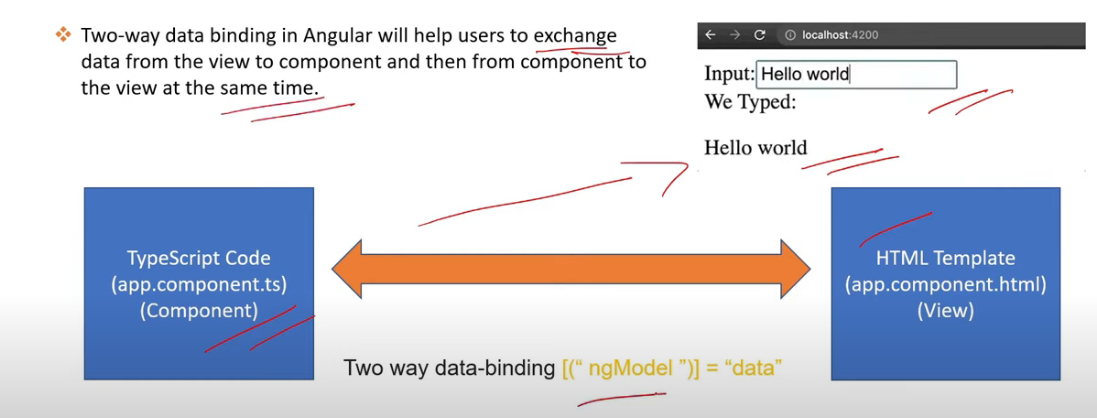 ❖ Two-way data binding in Angular will help users to exchange
data from the view to component and then from component to
the view at the same time.
localhost:4200
Input: Hello world
We Typed:
Hello world
TypeScript Code
(app.component.ts)
(Component)
HTML Template
(app.component.html)
(View)
Two way data-binding [(“ ngModel ”)] = “data”